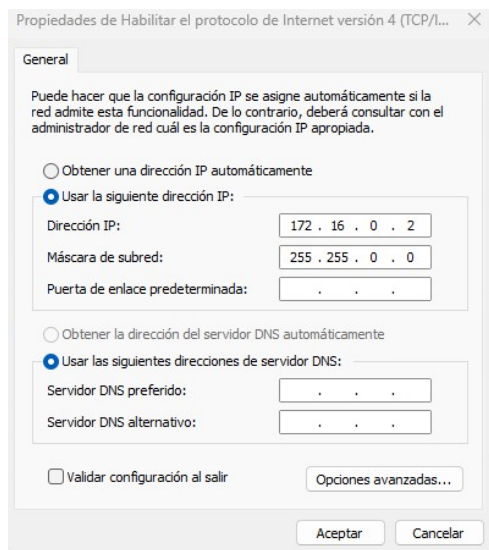 Propiedades de Habilitar el protocolo de Internet versión 4 (TCP/I...
General
Puede hacer que la configuración IP se asigne automáticamente si la
red admite esta funcionalidad. De lo contrario, deberá consultar con el
administrador de red cuál es la configuración IP apropiada.
Obtener una dirección IP automáticamente
Usar la siguiente dirección IP:
Dirección IP: 172 . 16 . 0 . 2
Máscara de subred: 255 . 255 . 0 . 0
Puerta de enlace predeterminada: . . .
Obtener la dirección del servidor DNS automáticamente
Usar las siguientes direcciones de servidor DNS:
Servidor DNS preferido: . . .
Servidor DNS alternativo: . . .
Validar configuración al salir Opciones avanzadas...
Aceptar Cancelar